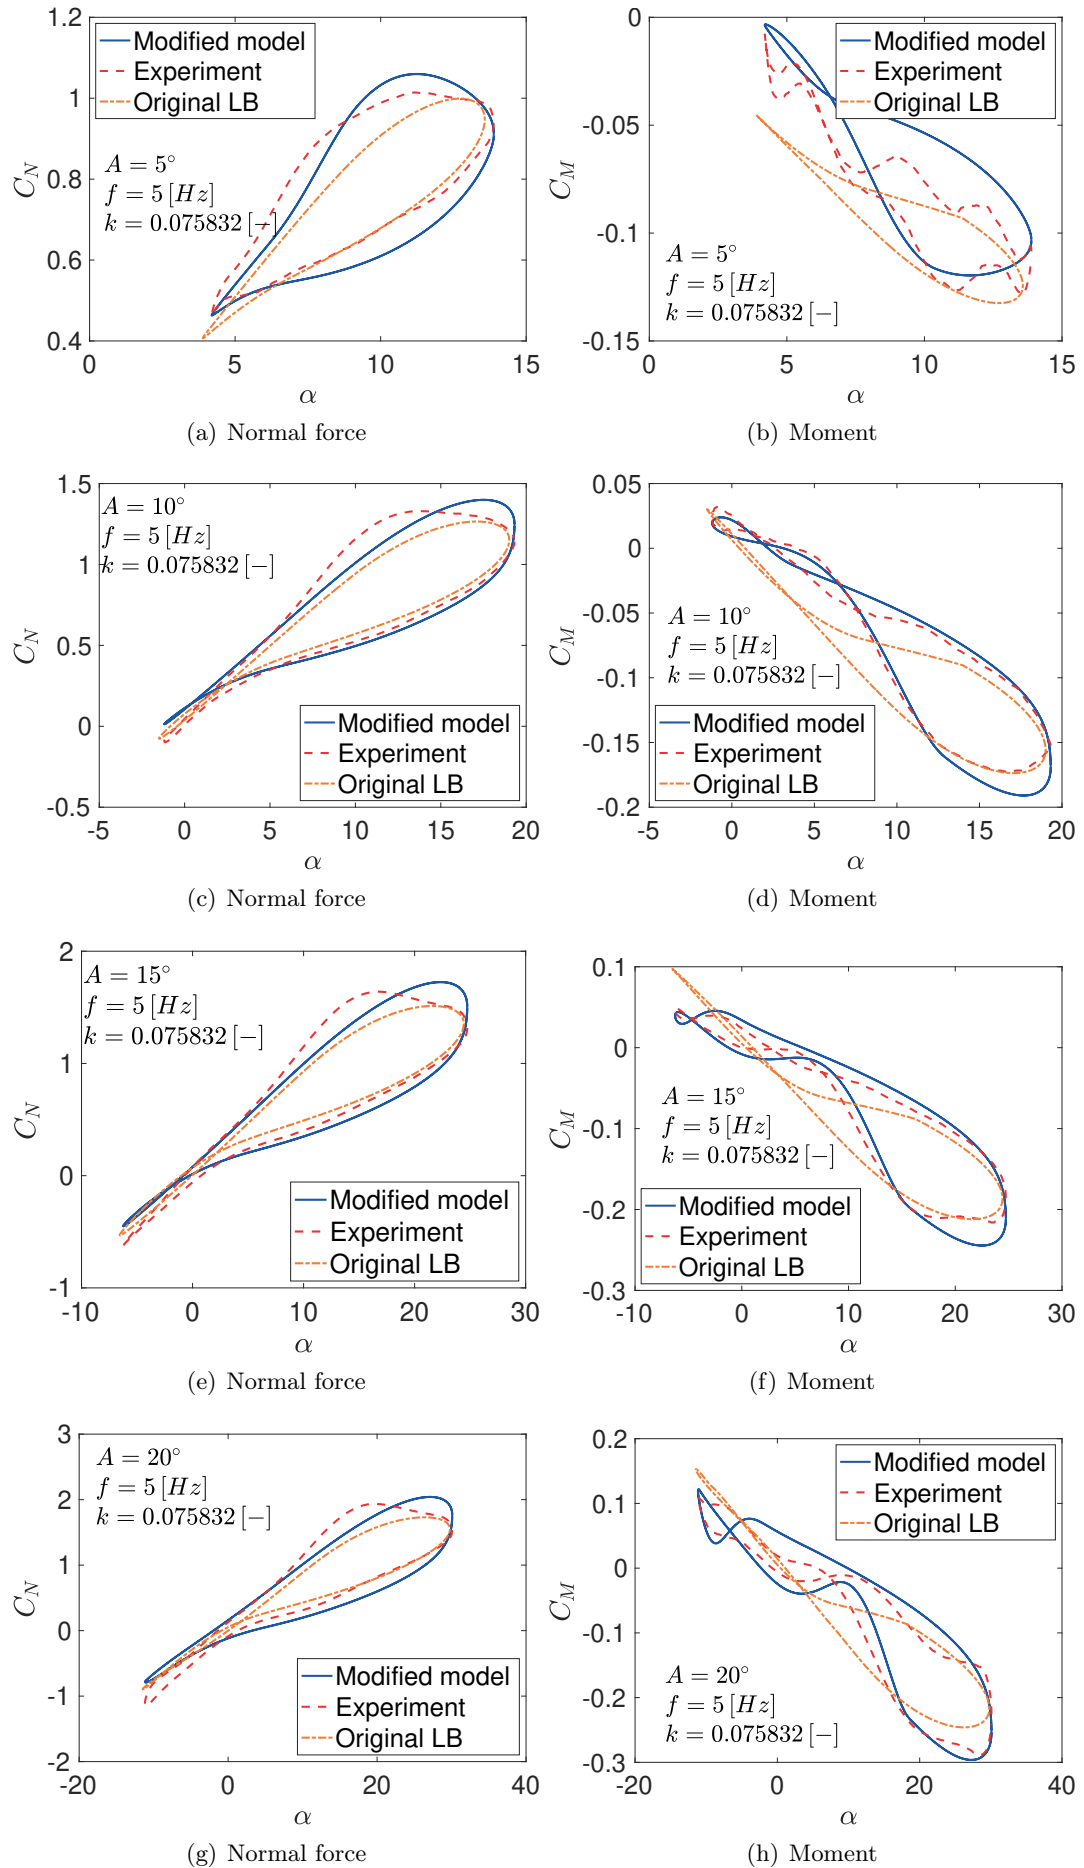 1.2
1
0.8
0.6
0.4
C_N
Modified model
Experiment
Original LB
A = 5°
f = 5 [Hz]
k = 0.075832 [−]
0 5 10 15
α
(a) Normal force
0
-0.05
-0.1
-0.15
C_M
Modified model
Experiment
Original LB
A = 5°
f = 5 [Hz]
k = 0.075832 [−]
0 5 10 15
α
(b) Moment
1.5
1
0.5
0
-0.5
C_N
A = 10°
f = 5 [Hz]
k = 0.075832 [−]
Modified model
Experiment
Original LB
-5 0 5 10 15 20
α
(c) Normal force
0.05
0
-0.05
-0.1
-0.15
-0.2
C_M
A = 10°
f = 5 [Hz]
k = 0.075832 [−]
Modified model
Experiment
Original LB
-5 0 5 10 15 20
α
(d) Moment
2
1
0
-1
C_N
A = 15°
f = 5 [Hz]
k = 0.075832 [−]
Modified model
Experiment
Original LB
-10 0 10 20 30
α
(e) Normal force
0.1
0
-0.1
-0.2
-0.3
C_M
A = 15°
f = 5 [Hz]
k = 0.075832 [−]
Modified model
Experiment
Original LB
-10 0 10 20 30
α
(f) Moment
3
2
1
0
-1
-2
C_N
A = 20°
f = 5 [Hz]
k = 0.075832 [−]
Modified model
Experiment
Original LB
-20 0 20 40
α
(g) Normal force
0.2
0.1
0
-0.1
-0.2
-0.3
C_M
Modified model
Experiment
Original LB
A = 20°
f = 5 [Hz]
k = 0.075832 [−]
-20 0 20 40
α
(h) Moment